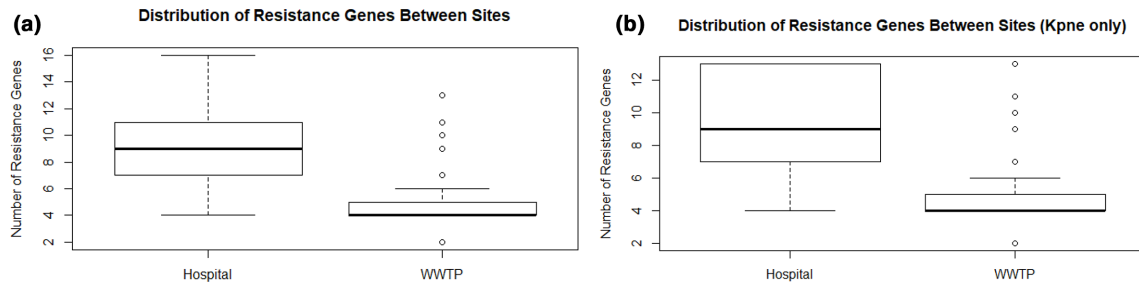 (a)
Distribution of Resistance Genes Between Sites
Number of Resistance Genes
16
14
12
10
8
6
4
2
Hospital
WWTP
(b)
Distribution of Resistance Genes Between Sites (Kpne only)
Number of Resistance Genes
12
10
8
6
4
2
Hospital
WWTP